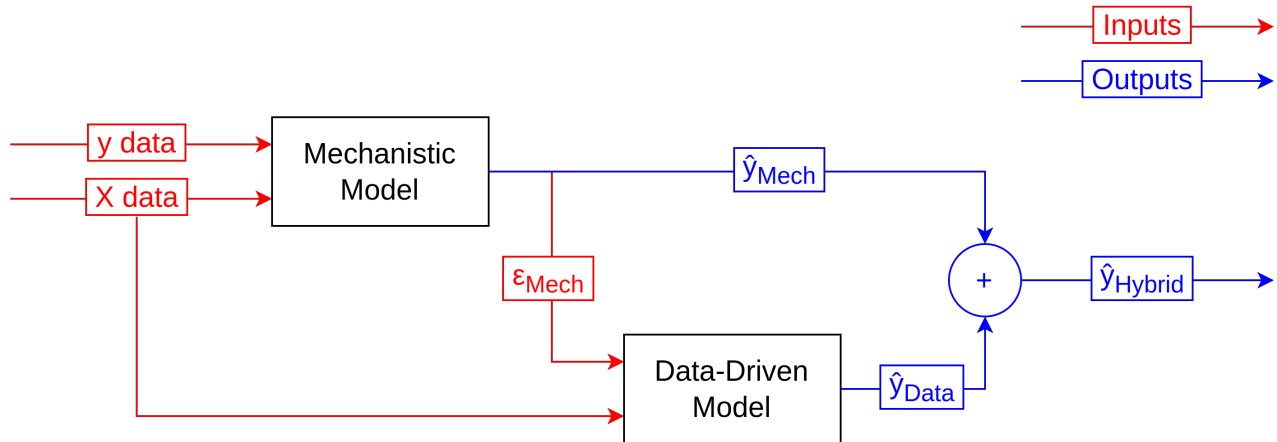 Inputs
Outputs
y data
X data
Mechanistic
Model
ŷMech
εMech
+
ŷHybrid
Data-Driven
Model
ŷData